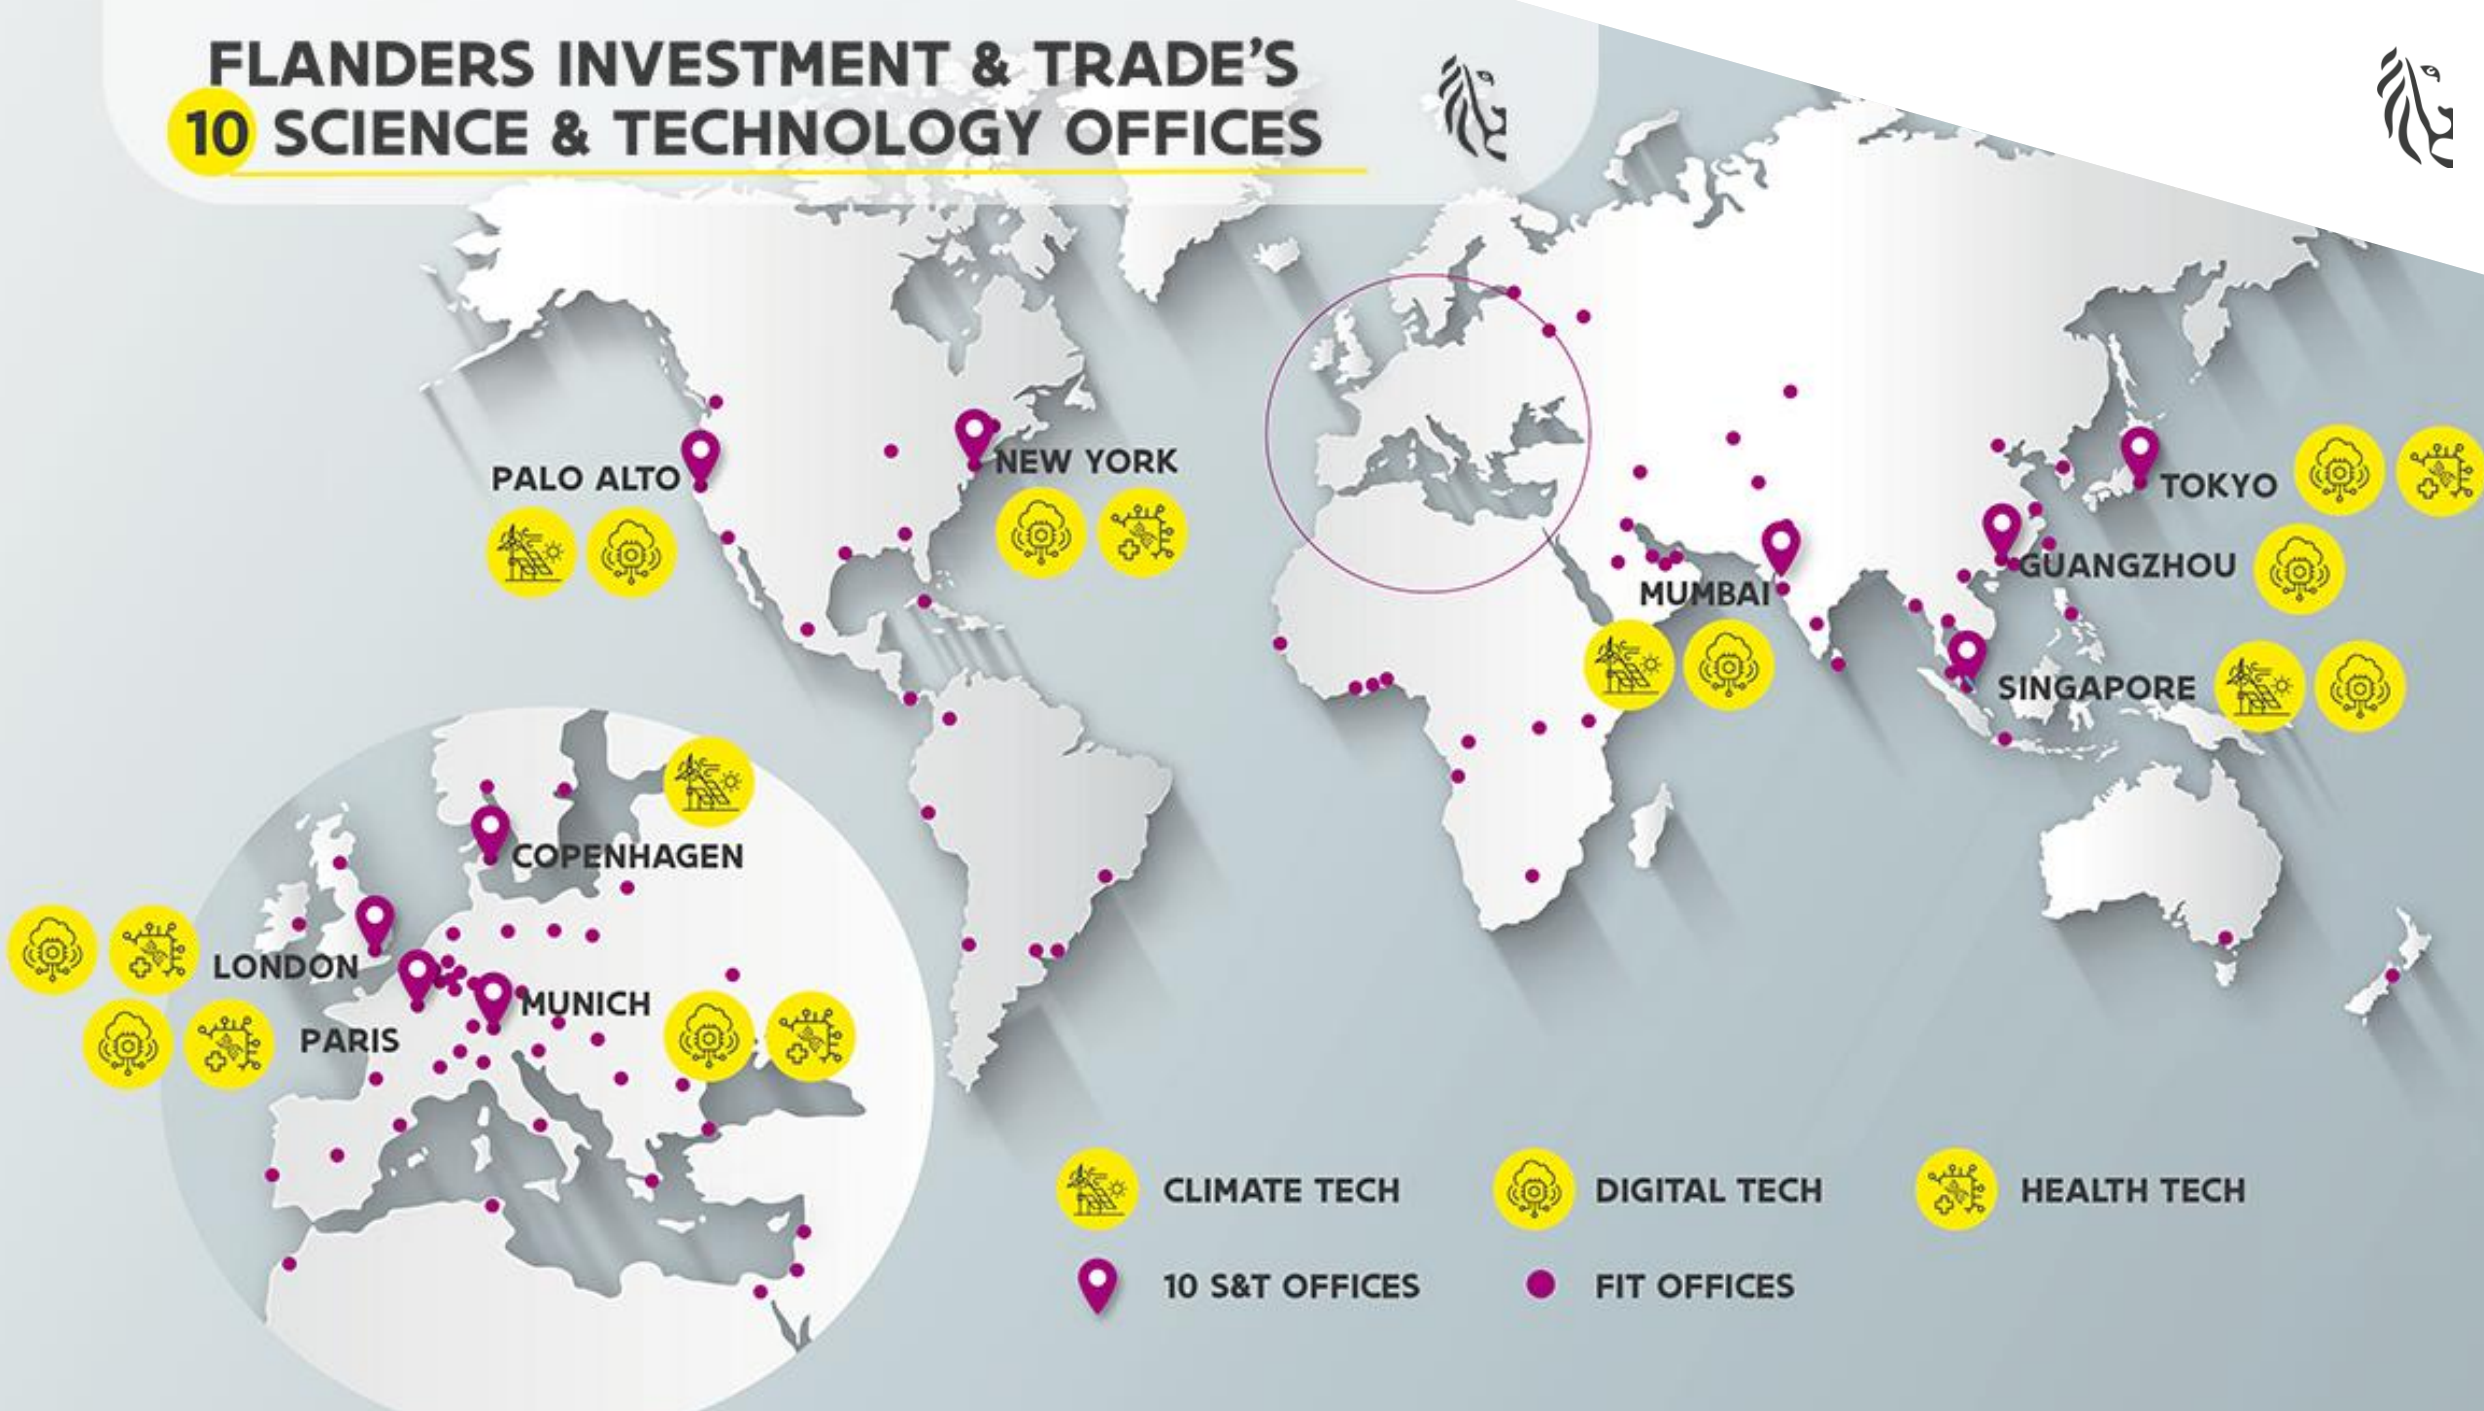 FLANDERS INVESTMENT & TRADE'S
10 SCIENCE & TECHNOLOGY OFFICES
PALO ALTO
NEW YORK
TOKYO
GUANGZHOU
MUMBAI
SINGAPORE
COPENHAGEN
LONDON
MUNICH
PARIS
CLIMATE TECH
DIGITAL TECH
HEALTH TECH
10 S&T OFFICES
FIT OFFICES